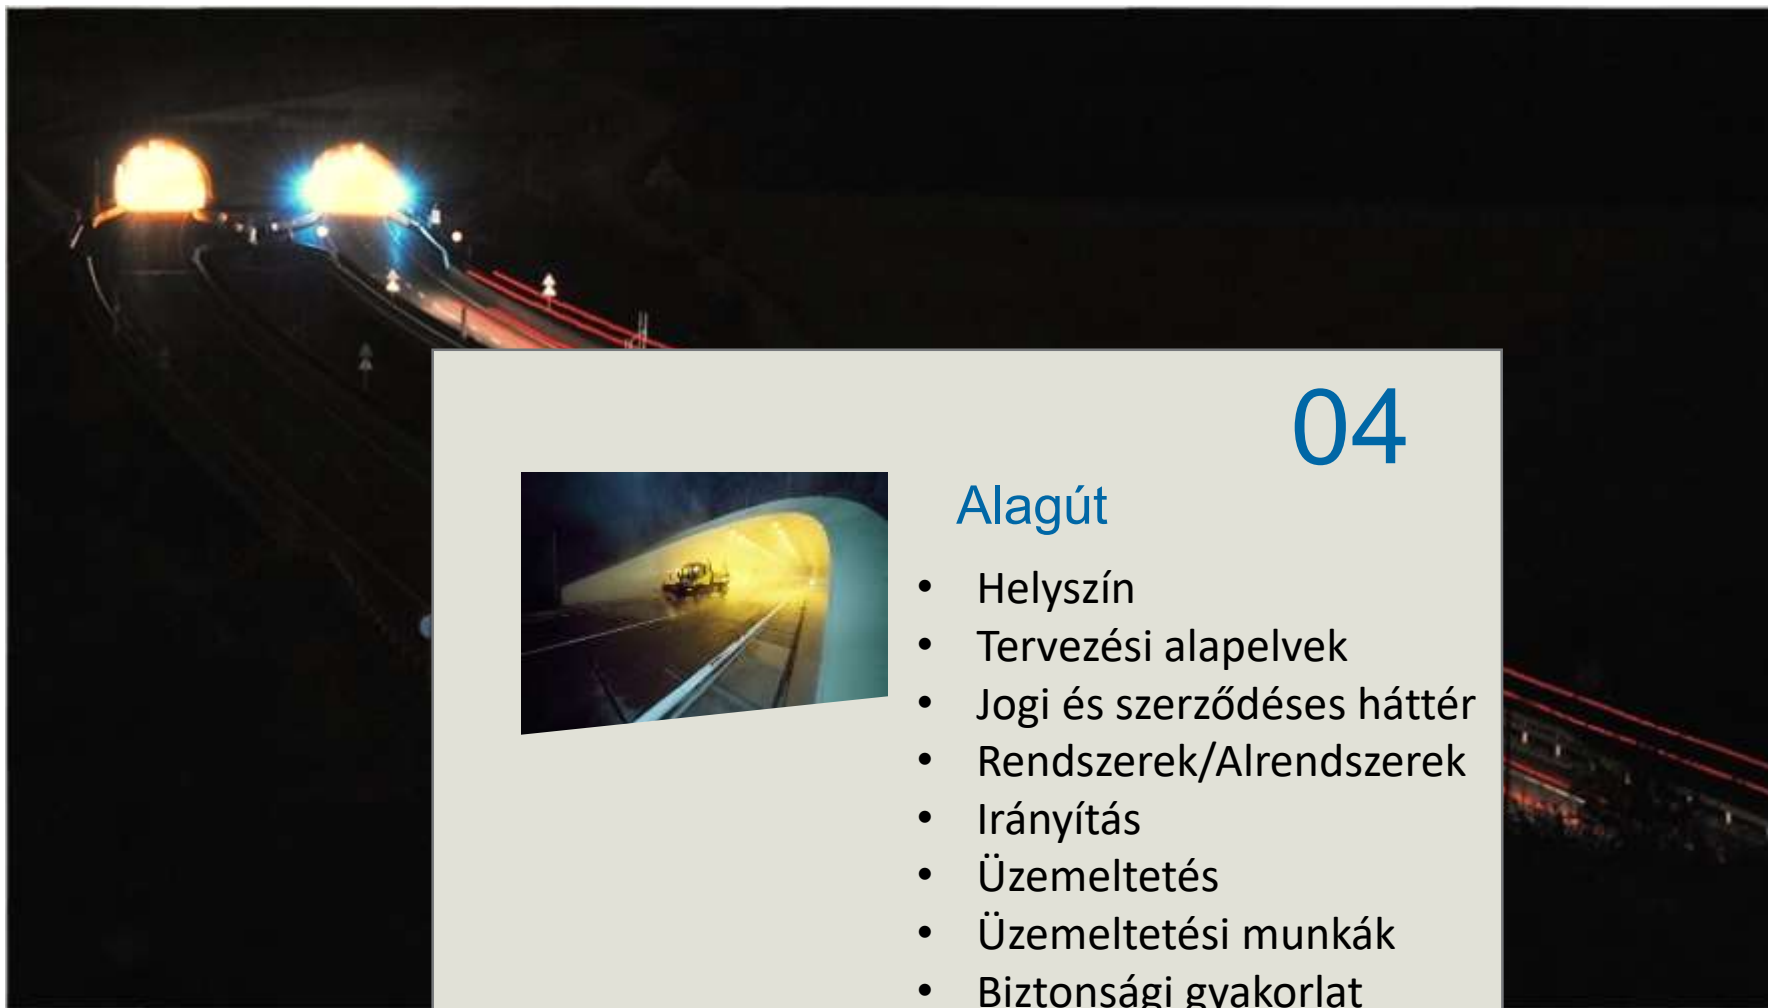 04
Alagút
• Helyszín
• Tervezési alapelvek
• Jogi és szerződéses háttér
• Rendszerek/Alrendszerek
• Irányítás
• Üzemeltetés
• Üzemeltetési munkák
• Biztonsági gyakorlat